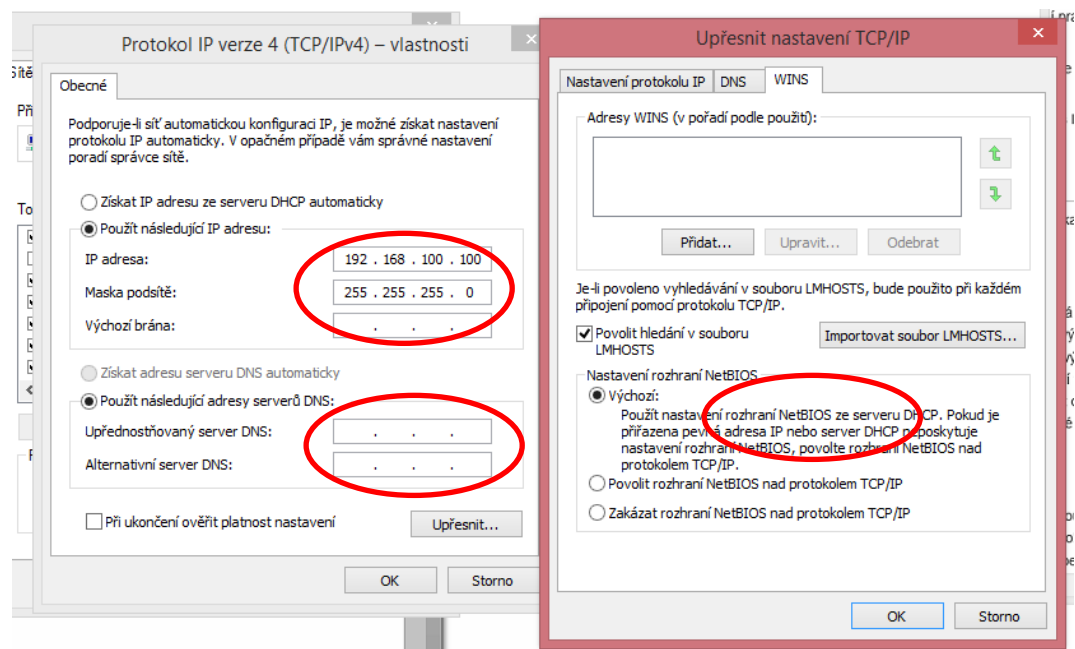 Protokol IP verze 4 (TCP/IPv4) – vlastnosti
Obecné
Podporuje-li síť automatickou konfiguraci IP, je možné získat nastavení
protokolu IP automaticky. V opačném případě vám správné nastavení
poradí správce sítě.
Získat IP adresu ze serveru DHCP automaticky
Použít následující IP adresu:
IP adresa:
192 . 168 . 100 . 100
Maska podsítě:
255 . 255 . 255 . 0
Výchozí brána:
. . .
Získat adresu serveru DNS automaticky
Použít následující adresy serverů DNS:
Upřednostňovaný server DNS:
. . .
Alternativní server DNS:
. . .
Při ukončení ověřit platnost nastavení
Upřesnit...
OK
Storno
Upřesnit nastavení TCP/IP
Nastavení protokolu IP
DNS
WINS
Adresy WINS (v pořadí podle použití):
Přidat...
Upravit...
Odebrat
Je-li povoleno vyhledávání v souboru LMHOSTS, bude použito při každém
připojení pomocí protokolu TCP/IP.
Povolit hledání v souboru
LMHOSTS
Importovat soubor LMHOSTS...
Nastavení rozhraní NetBIOS
Výchozí:
Použít nastavení rozhraní NetBIOS ze serveru DHCP. Pokud je
přiřazena pevná adresa IP nebo server DHCP neposkytuje
nastavení rozhraní NetBIOS, povolte rozhraní NetBIOS nad
protokolem TCP/IP.
Povolit rozhraní NetBIOS nad protokolem TCP/IP
Zakázat rozhraní NetBIOS nad protokolem TCP/IP
OK
Storno